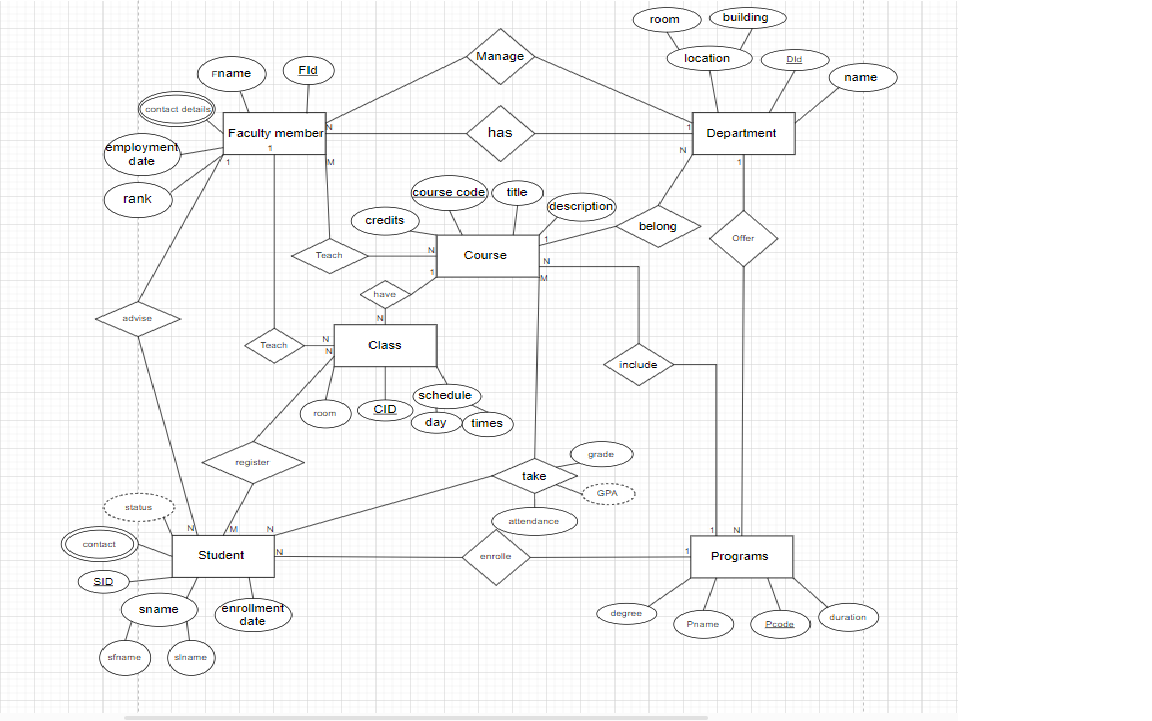 room
building
Manage
location
DId
Fname
FId
name
contact details
N
1
Faculty member
has
Department
employment
date
1
1
M
N
1
rank
course code
title
description
credits
belong
Offer
1
N
Teach
Course
N
1
M
have
advise
N
Teach
N
N
Class
include
room
CID
schedule
day
times
register
grade
take
GPA
status
attendance
N
M
N
1
N
contact
Student
N
enrolle
1
Programs
SID
sname
enrollment
date
degree
Pname
Pcode
duration
sfname
slname